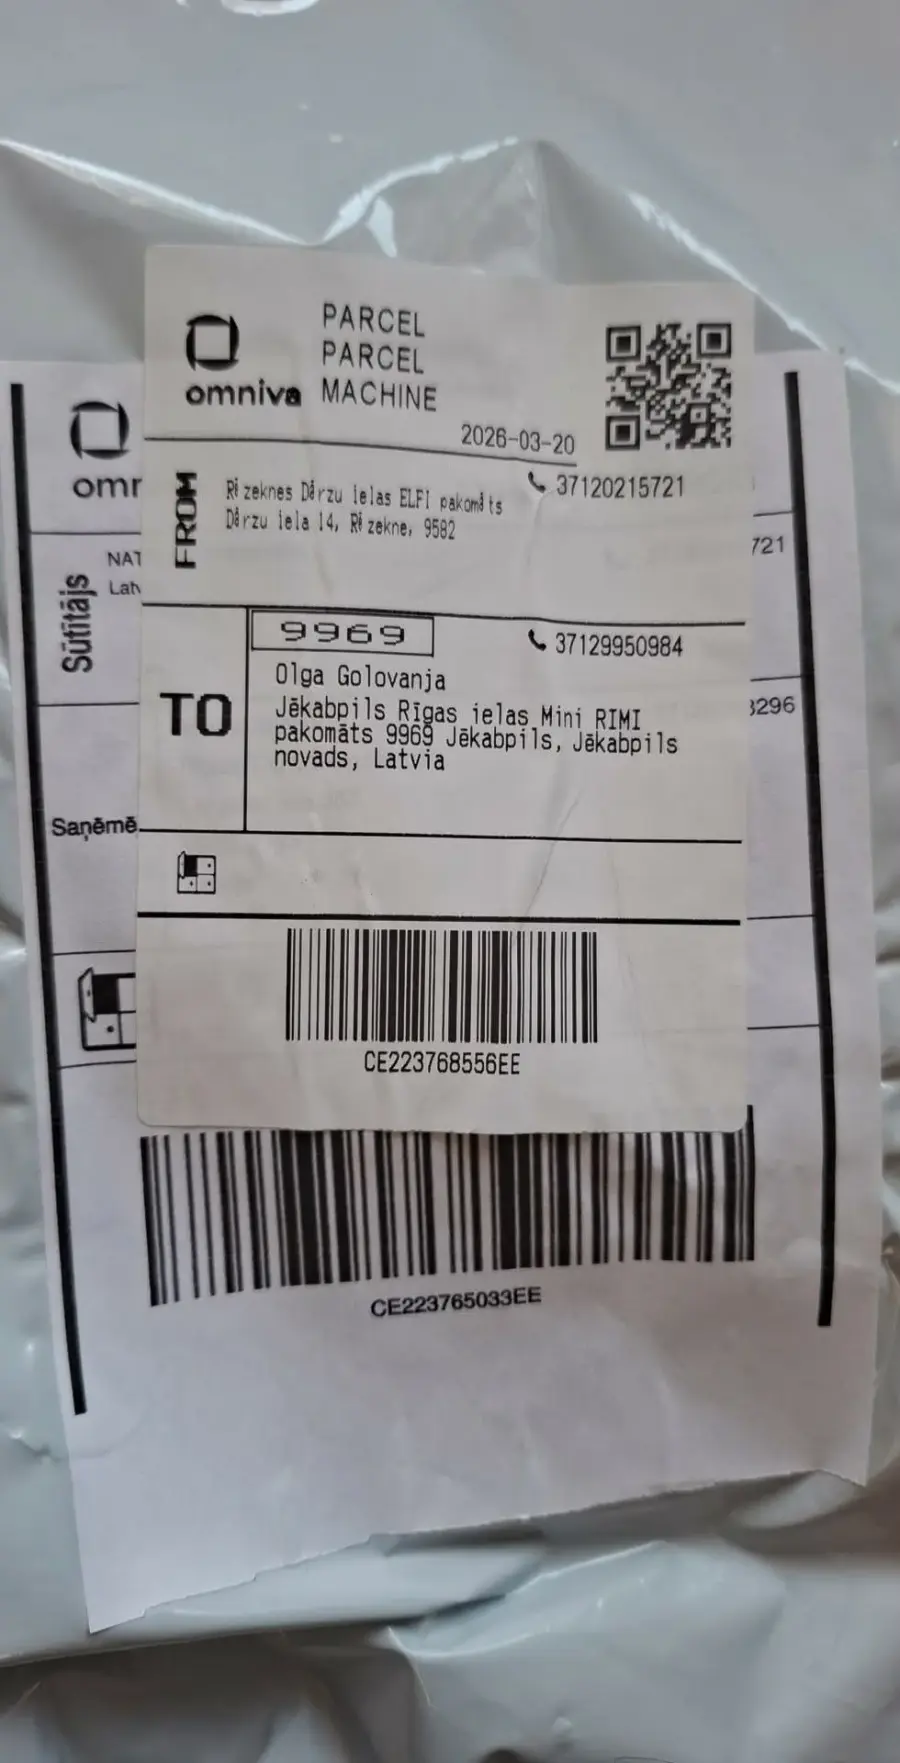 omniva
PARCEL
PARCEL
MACHINE
2026-03-20
FROM
Rēzeknes Dārzu ielas ELFI pakomāts
Dārzu iela 14, Rēzekne, 9582
37120215721
TO
9969
37129950984
Olga Golovanja
Jēkabpils Rīgas ielas Mini RIMI
pakomāts 9969 Jēkabpils, Jēkabpils
novads, Latvia
CE223768556EE
omn
Sūtītājs
NAT
Latv
721
3296
Saņēmē
CE223765033EE